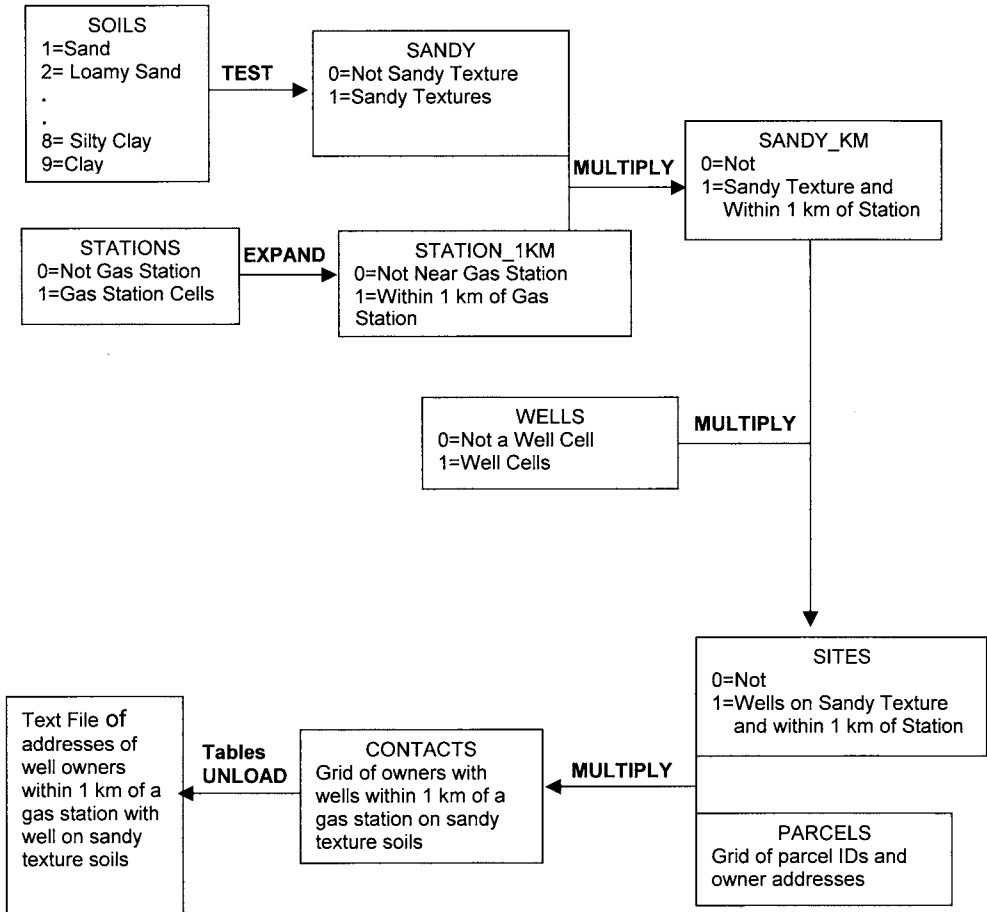 SOILS
1=Sand
2= Loamy Sand
.
.
8= Silty Clay
9=Clay
TEST
SANDY
0=Not Sandy Texture
1=Sandy Textures
STATIONS
0=Not Gas Station
1=Gas Station Cells
EXPAND
STATION_1KM
0=Not Near Gas Station
1=Within 1 km of Gas
Station
MULTIPLY
SANDY_KM
0=Not
1=Sandy Texture and
Within 1 km of Station
WELLS
0=Not a Well Cell
1=Well Cells
MULTIPLY
SITES
0=Not
1=Wells on Sandy Texture
and within 1 km of Station
PARCELS
Grid of parcel IDs and
owner addresses
MULTIPLY
CONTACTS
Grid of owners with
wells within 1 km of a
gas station on sandy
texture soils
Tables
UNLOAD
Text File of
addresses of
well owners
within 1 km of a
gas station with
well on sandy
texture soils